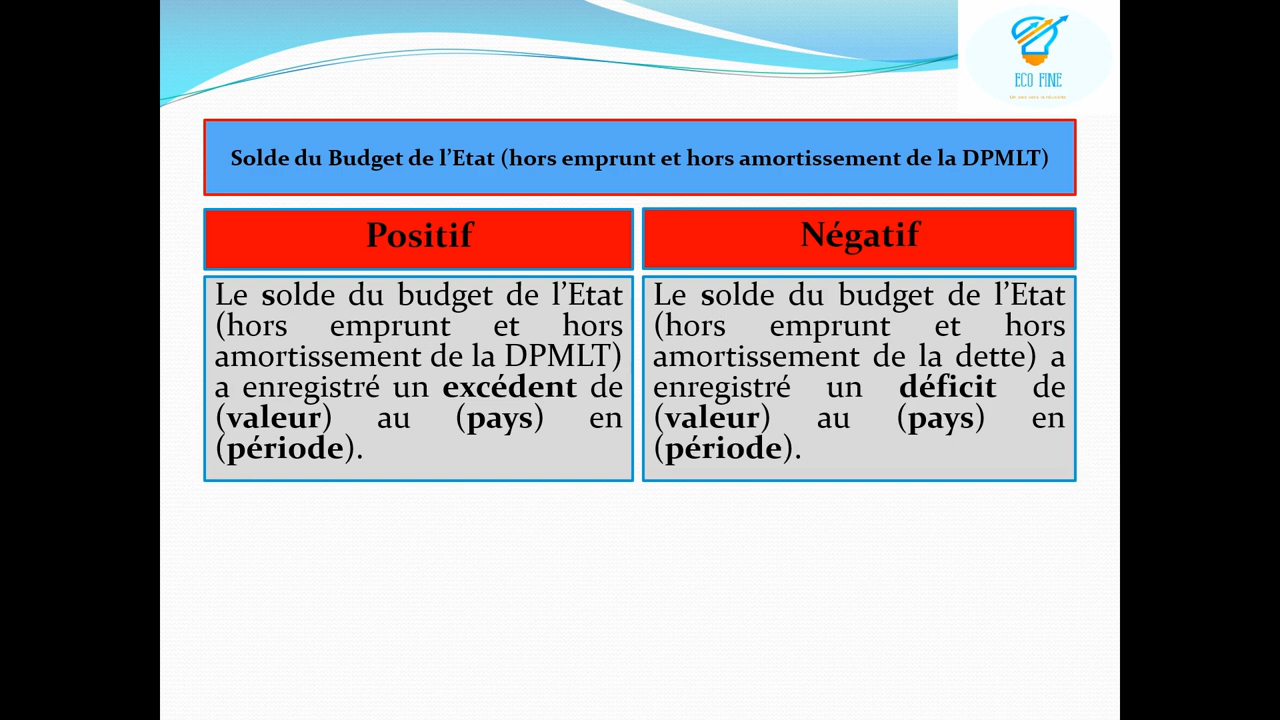 ECO FINE
Solde du Budget de l’Etat (hors emprunt et hors amortissement de la DPMLT)
Positif
Négatif
Le solde du budget de l’Etat
(hors emprunt et hors
amortissement de la DPMLT)
a enregistré un excédent de
(valeur) au (pays) en
(période).
Le solde du budget de l’Etat
(hors emprunt et hors
amortissement de la dette) a
enregistré un déficit de
(valeur) au (pays) en
(période).